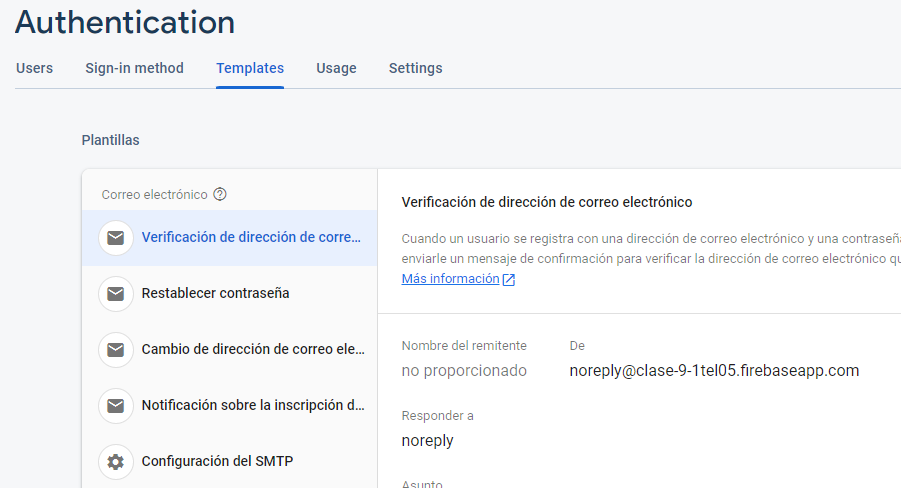 Authentication
Users Sign-in method Templates Usage Settings
Plantillas
Correo electrónico
Verificación de dirección de corre...
Restablecer contraseña
Cambio de dirección de correo ele...
Notificación sobre la inscripción d...
Configuración del SMTP
Verificación de dirección de correo electrónico
Cuando un usuario se registra con una dirección de correo electrónico y una contraseña
enviarle un mensaje de confirmación para verificar la dirección de correo electrónico qu
Más información
Nombre del remitente De
no proporcionado noreply@clase-9-1tel05.firebaseapp.com
Responder a
noreply
Asunto